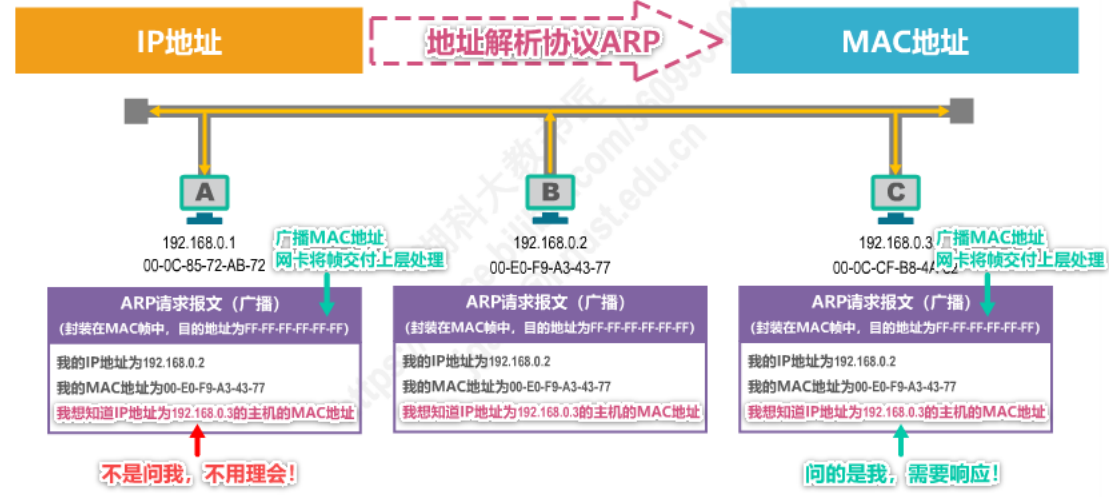 IP地址
地址解析协议ARP
MAC地址
A
B
C
192.168.0.1
00-0C-85-72-AB-72
广播MAC地址
网卡将帧交付上层处理
192.168.0.2
00-E0-F9-A3-43-77
192.168.0.3
00-0C-CF-B8-4A-
广播MAC地址
网卡将帧交付上层处理
ARP请求报文（广播）
（封装在MAC帧中，目的地址为FF-FF-FF-FF-FF-FF）
我的IP地址为192.168.0.2
我的MAC地址为00-E0-F9-A3-43-77
我想知道IP地址为192.168.0.3的主机的MAC地址
不是问我，不用理会！
ARP请求报文（广播）
（封装在MAC帧中，目的地址为FF-FF-FF-FF-FF-FF）
我的IP地址为192.168.0.2
我的MAC地址为00-E0-F9-A3-43-77
我想知道IP地址为192.168.0.3的主机的MAC地址
ARP请求报文（广播）
（封装在MAC帧中，目的地址为FF-FF-FF-FF-FF-FF）
我的IP地址为192.168.0.2
我的MAC地址为00-E0-F9-A3-43-77
我想知道IP地址为192.168.0.3的主机的MAC地址
问的是我，需要响应！